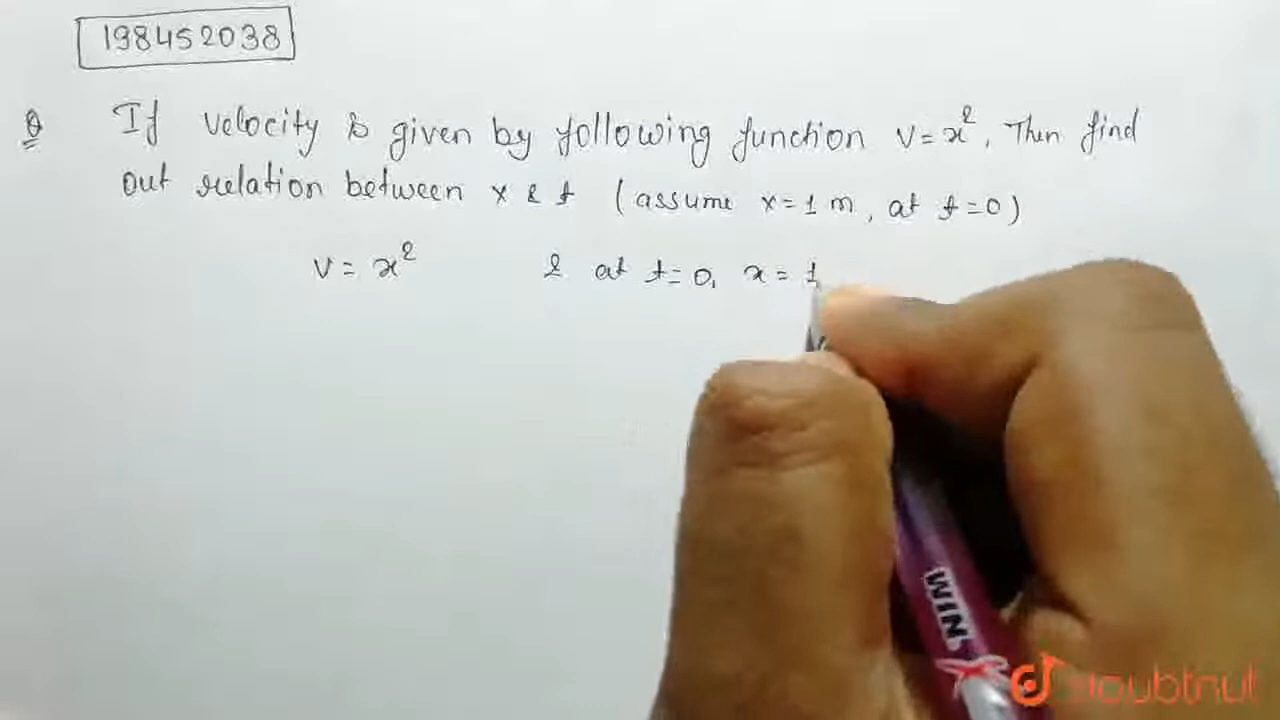 198452038
Q If velocity is given by following function v = x², Then find
out relation between x & t (assume x = 1 m, at t = 0)
v = x² & at t = 0, x = 1
WIN
doubtnut